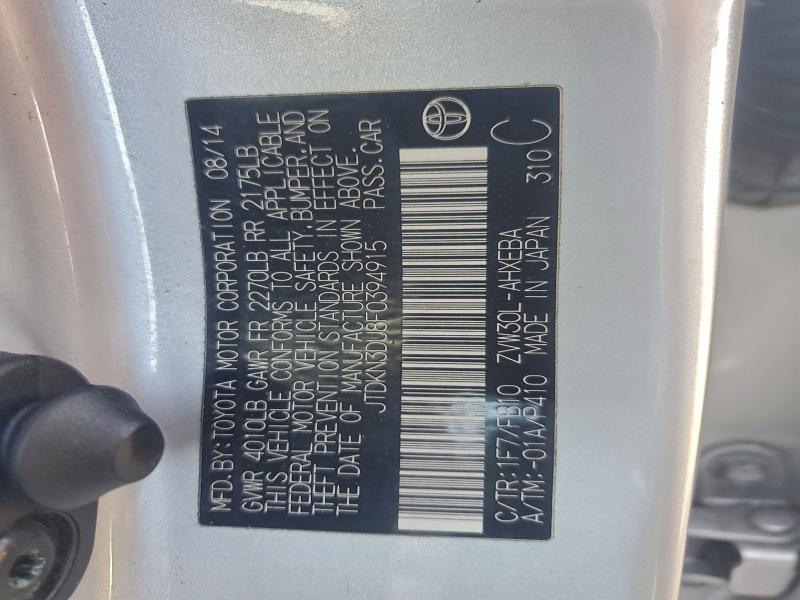 MFD. BY: TOYOTA MOTOR CORPORATION 08/14
GVWR 4010LB GAWR FR 2270LB RR 2175LB
THIS VEHICLE CONFORMS TO ALL APPLICABLE
FEDERAL MOTOR VEHICLE SAFETY, BUMPER, AND
THEFT PREVENTION STANDARDS IN EFFECT ON
THE DATE OF MANUFACTURE SHOWN ABOVE.
JTDKN3DU8F0394915 PASS. CAR
C/TR: 1F7/FB10 ZVW30L-AHXEBA
A/TM: -01A/P410 MADE IN JAPAN 310 C